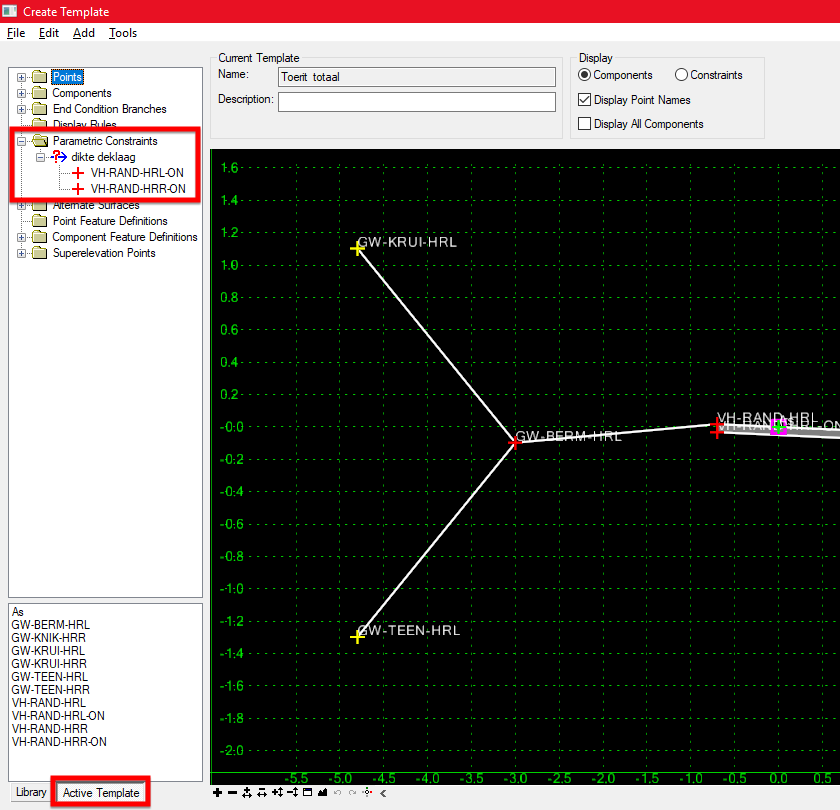 Create Template
File Edit Add Tools
Points
Components
End Condition Branches
Display Rules
Parametric Constraints
dikte deklaag
VH-RAND-HRL-ON
VH-RAND-HRR-ON
Alternate Surfaces
Point Feature Definitions
Component Feature Definitions
Superelevation Points
As
GW-BERM-HRL
GW-KNIK-HRR
GW-KRUI-HRL
GW-KRUI-HRR
GW-TEEN-HRL
GW-TEEN-HRR
VH-RAND-HRL
VH-RAND-HRL-ON
VH-RAND-HRR
VH-RAND-HRR-ON
Library Active Template
Current Template
Name: Toerit totaal
Description:
Display
Components Constraints
Display Point Names
Display All Components
1.6
1.4
1.2
1.0
0.8
0.6
0.4
0.2
-0.0
-0.2
-0.4
-0.6
-0.8
-1.0
-1.2
-1.4
-1.6
-1.8
-2.0
GW-KRUI-HRL
GW-BERM-HRL
VH-RAND-HRL
GW-TEEN-HRL
-5.5 -5.0 -4.5 -4.0 -3.5 -3.0 -2.5 -2.0 -1.5 -1.0 -0.5 0.0 0.5